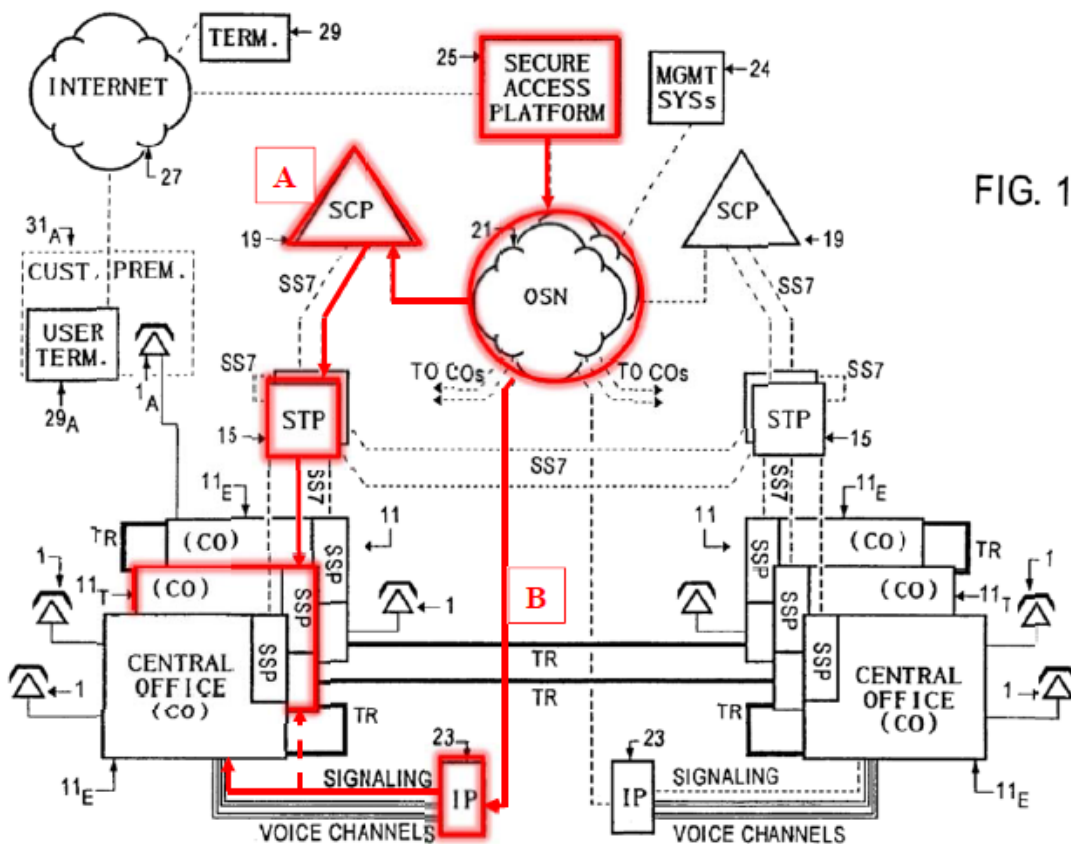 TERM.
29
INTERNET
27
25
SECURE
ACCESS
PLATFORM
MGMT
SYSs
24
FIG. 1
A
SCP
19
21
OSN
SCP
19
31A
CUST. PREM.
USER
TERM.
29A
1A
SS7
SS7
TO COs
TO COs
SS7
SS7
STP
15
SS7
STP
15
SS7
SS7
11E
(CO)
TR
SSP
11
1
11T
(CO)
SSP
1
B
CENTRAL
OFFICE
(CO)
SSP
1
TR
TR
TR
11E
23
SIGNALING
IP
VOICE CHANNELS
11E
11
(CO)
TR
SSP
1
(CO)
11T
SSP
SSP
CENTRAL
OFFICE
(CO)
1
TR
23
SIGNALING
IP
VOICE CHANNELS
11E